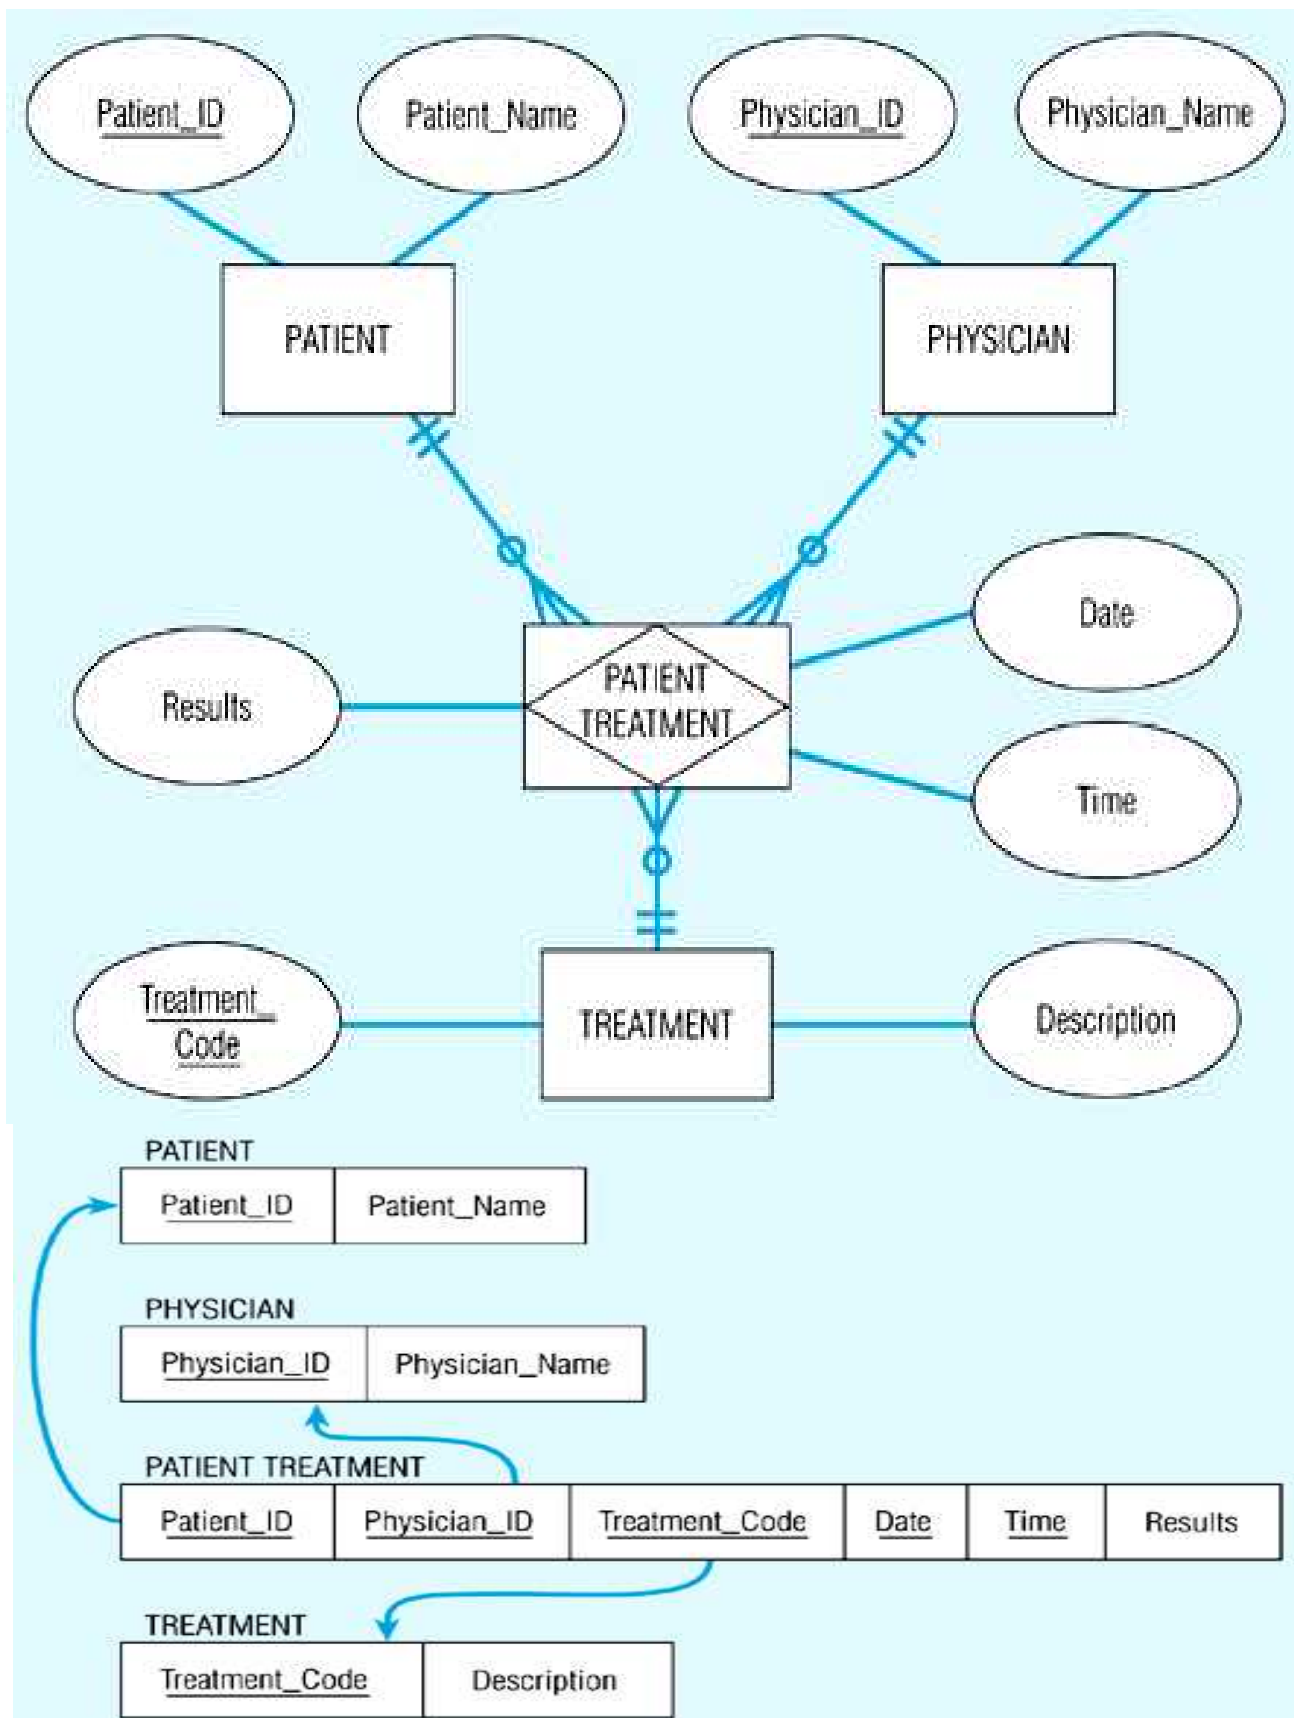 Patient_ID
Patient_Name
Physician_ID
Physician_Name
PATIENT
PHYSICIAN
Date
Results
PATIENT
TREATMENT
Time
Treatment_
Code
TREATMENT
Description
PATIENT
Patient_ID Patient_Name
PHYSICIAN
Physician_ID Physician_Name
PATIENT TREATMENT
Patient_ID Physician_ID Treatment_Code Date Time Results
TREATMENT
Treatment_Code Description